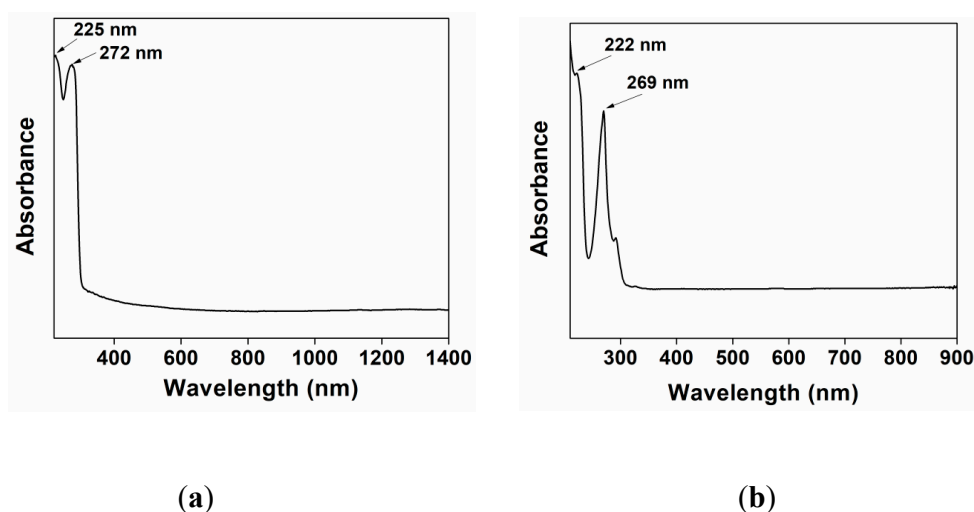 225 nm
272 nm
Absorbance
400 600 800 1000 1200 1400
Wavelength (nm)
(a)
222 nm
269 nm
Absorbance
300 400 500 600 700 800 900
Wavelength (nm)
(b)